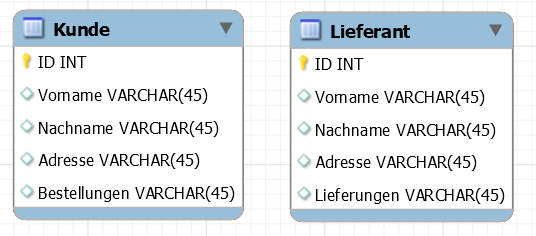 Kunde
ID INT
Vorname VARCHAR(45)
Nachname VARCHAR(45)
Adresse VARCHAR(45)
Bestellungen VARCHAR(45)
Lieferant
ID INT
Vorname VARCHAR(45)
Nachname VARCHAR(45)
Adresse VARCHAR(45)
Lieferungen VARCHAR(45)